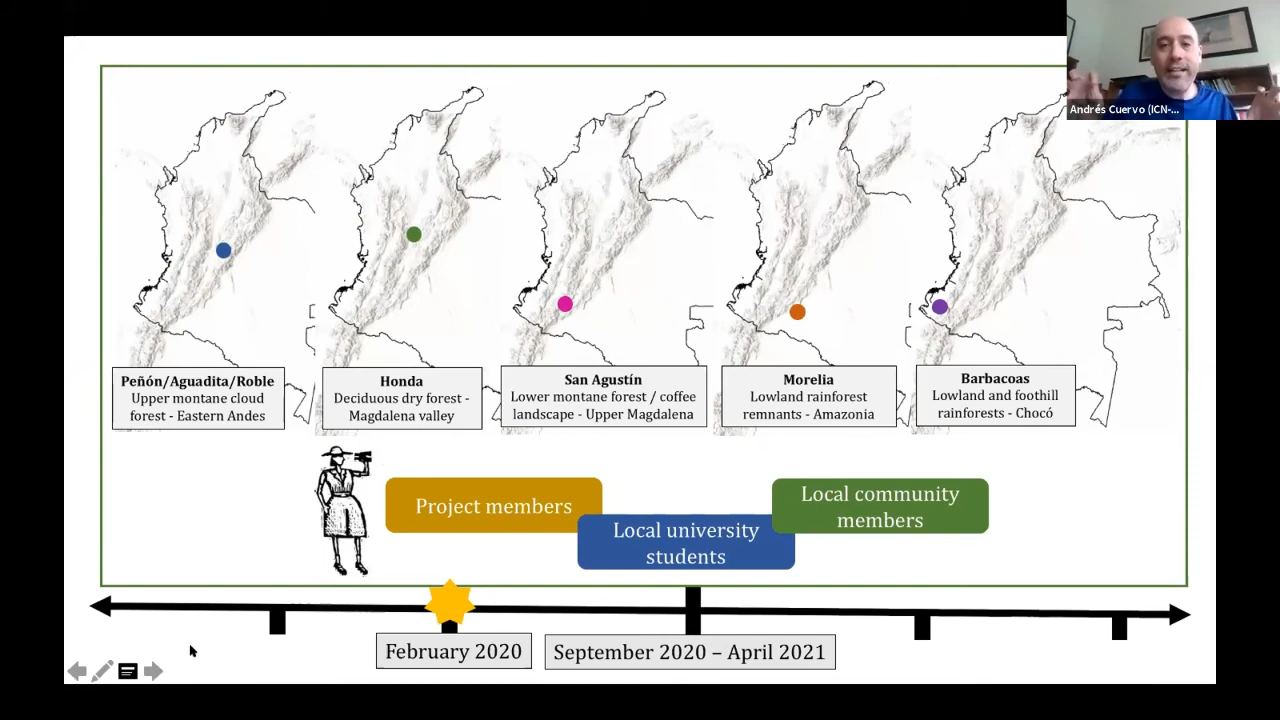 Andrés Cuervo (ICN-...
Peñón/Aguadita/Roble
Upper montane cloud
forest - Eastern Andes
Honda
Deciduous dry forest -
Magdalena valley
San Agustín
Lower montane forest / coffee
landscape - Upper Magdalena
Morelia
Lowland rainforest
remnants - Amazonia
Barbacoas
Lowland and foothill
rainforests - Chocó
Project members
Local university
students
Local community
members
February 2020
September 2020 – April 2021